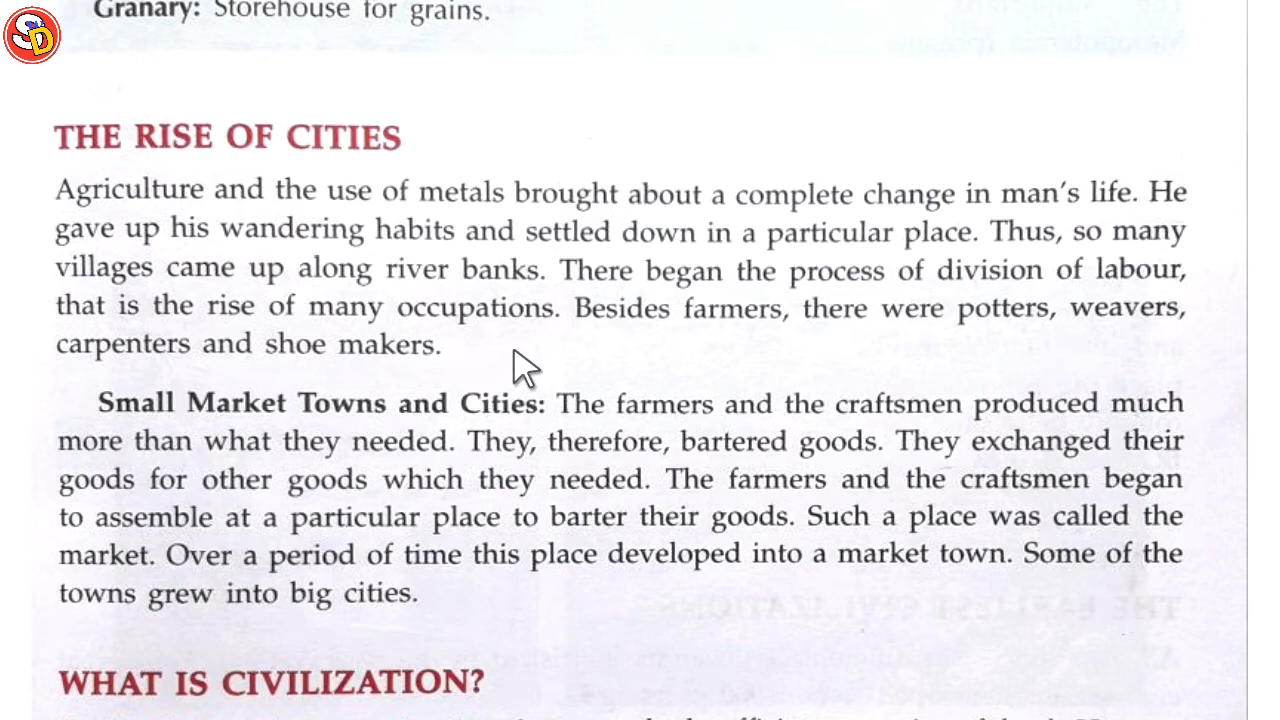 Granary: Storehouse for grains.
SD
THE RISE OF CITIES
Agriculture and the use of metals brought about a complete change in man's life. He
gave up his wandering habits and settled down in a particular place. Thus, so many
villages came up along river banks. There began the process of division of labour,
that is the rise of many occupations. Besides farmers, there were potters, weavers,
carpenters and shoe makers.
Small Market Towns and Cities: The farmers and the craftsmen produced much
more than what they needed. They, therefore, bartered goods. They exchanged their
goods for other goods which they needed. The farmers and the craftsmen began
to assemble at a particular place to barter their goods. Such a place was called the
market. Over a period of time this place developed into a market town. Some of the
towns grew into big cities.
WHAT IS CIVILIZATION?